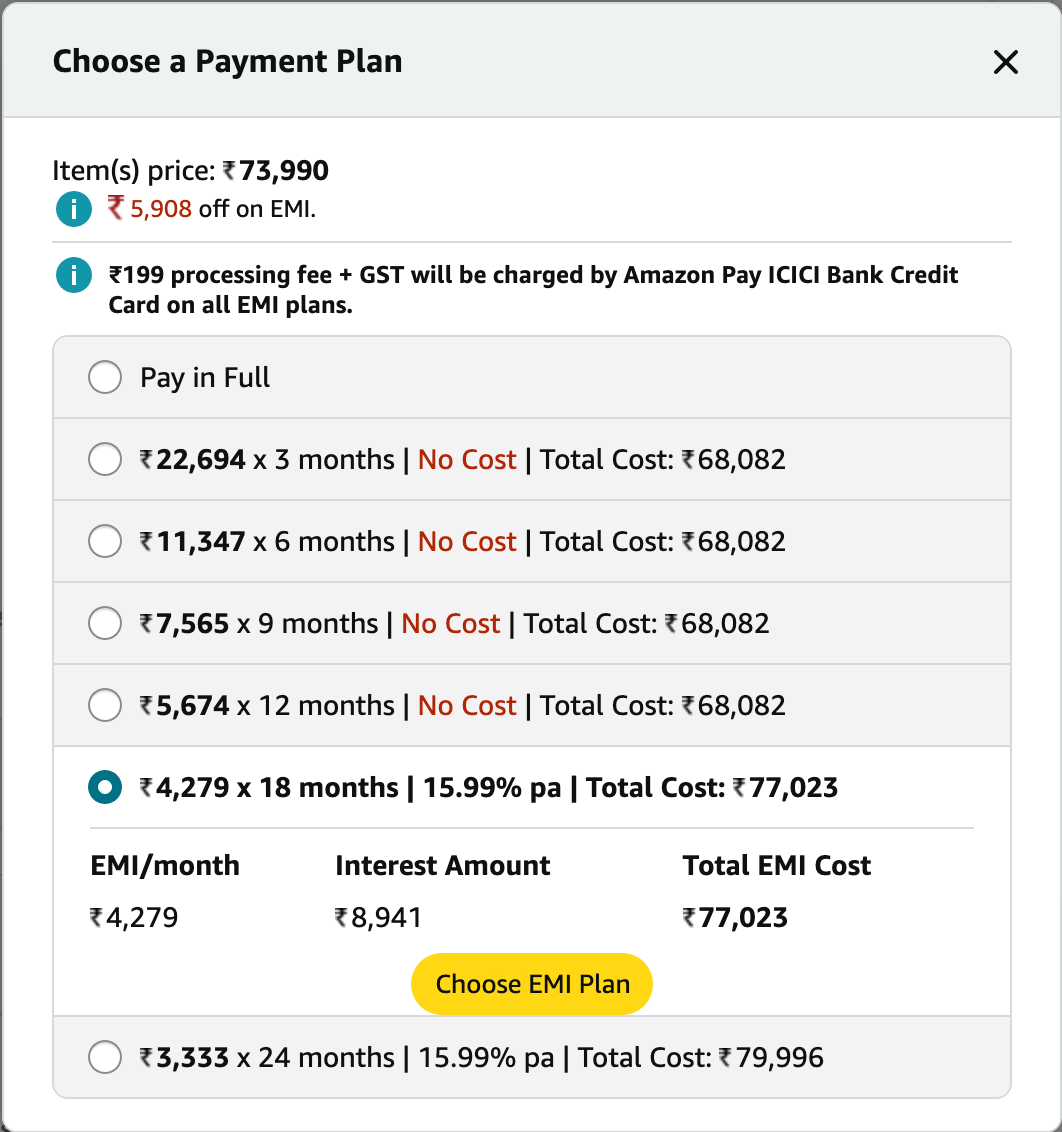 Choose a Payment Plan
Item(s) price: ₹73,990
₹5,908 off on EMI.
₹199 processing fee + GST will be charged by Amazon Pay ICICI Bank Credit
Card on all EMI plans.
Pay in Full
₹22,694 x 3 months | No Cost | Total Cost: ₹68,082
₹11,347 x 6 months | No Cost | Total Cost: ₹68,082
₹7,565 x 9 months | No Cost | Total Cost: ₹68,082
₹5,674 x 12 months | No Cost | Total Cost: ₹68,082
₹4,279 x 18 months | 15.99% pa | Total Cost: ₹77,023
EMI/month Interest Amount Total EMI Cost
₹4,279 ₹8,941 ₹77,023
Choose EMI Plan
₹3,333 x 24 months | 15.99% pa | Total Cost: ₹79,996